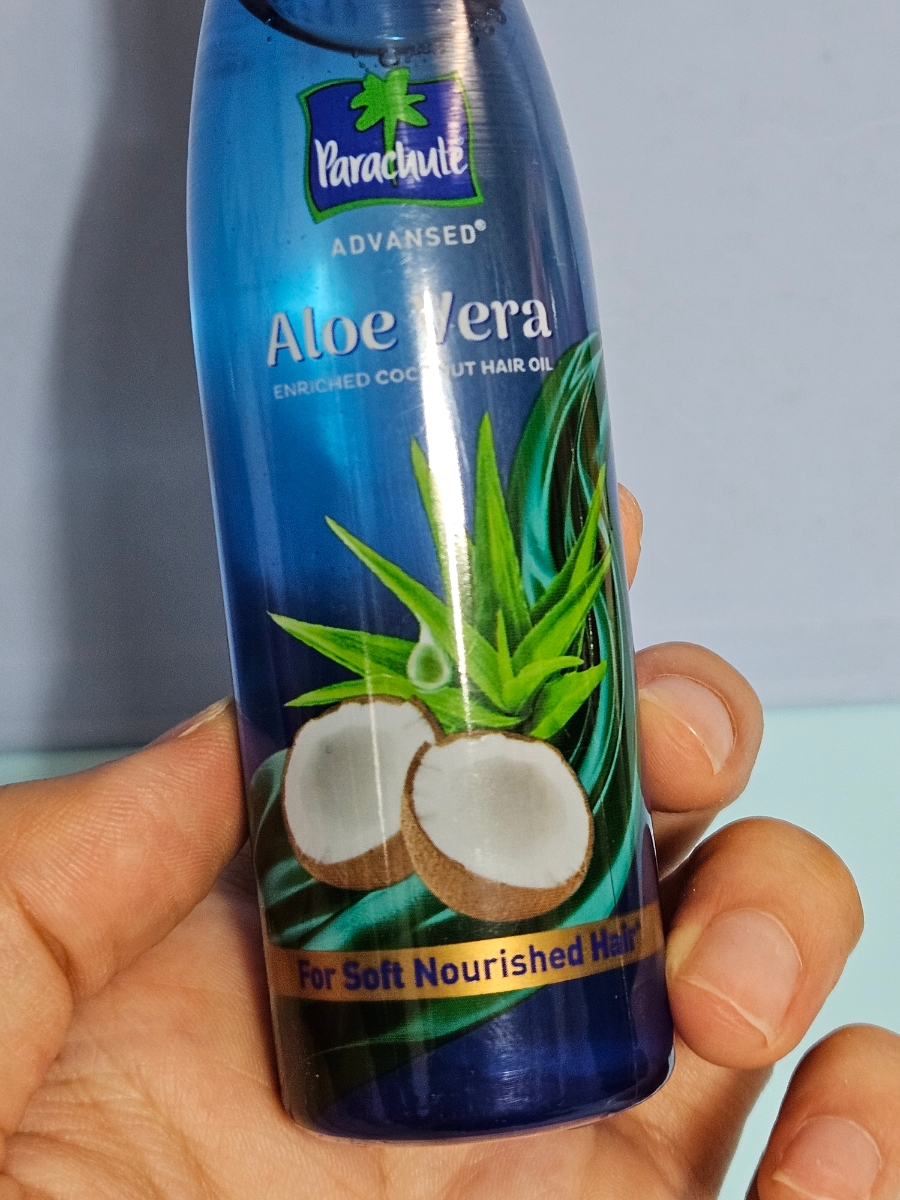 Parachute
ADVANSED®
Aloe Vera
ENRICHED COCONUT HAIR OIL
For Soft Nourished Hair*